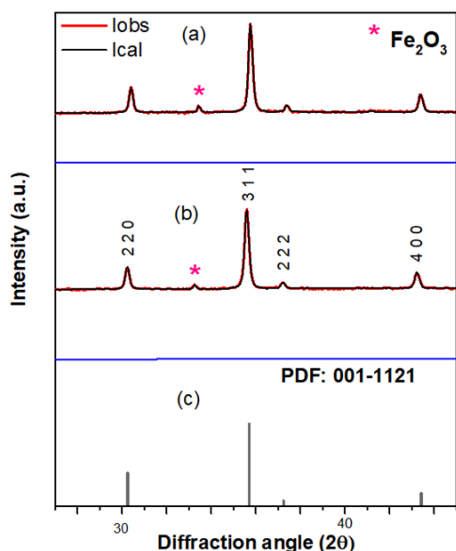 Iobs
Ical
(a)
* Fe₂O₃
*
Intensity (a.u.)
(b)
2 2 0
*
3 1 1
2 2 2
4 0 0
PDF: 001-1121
(c)
30
40
Diffraction angle (2θ)